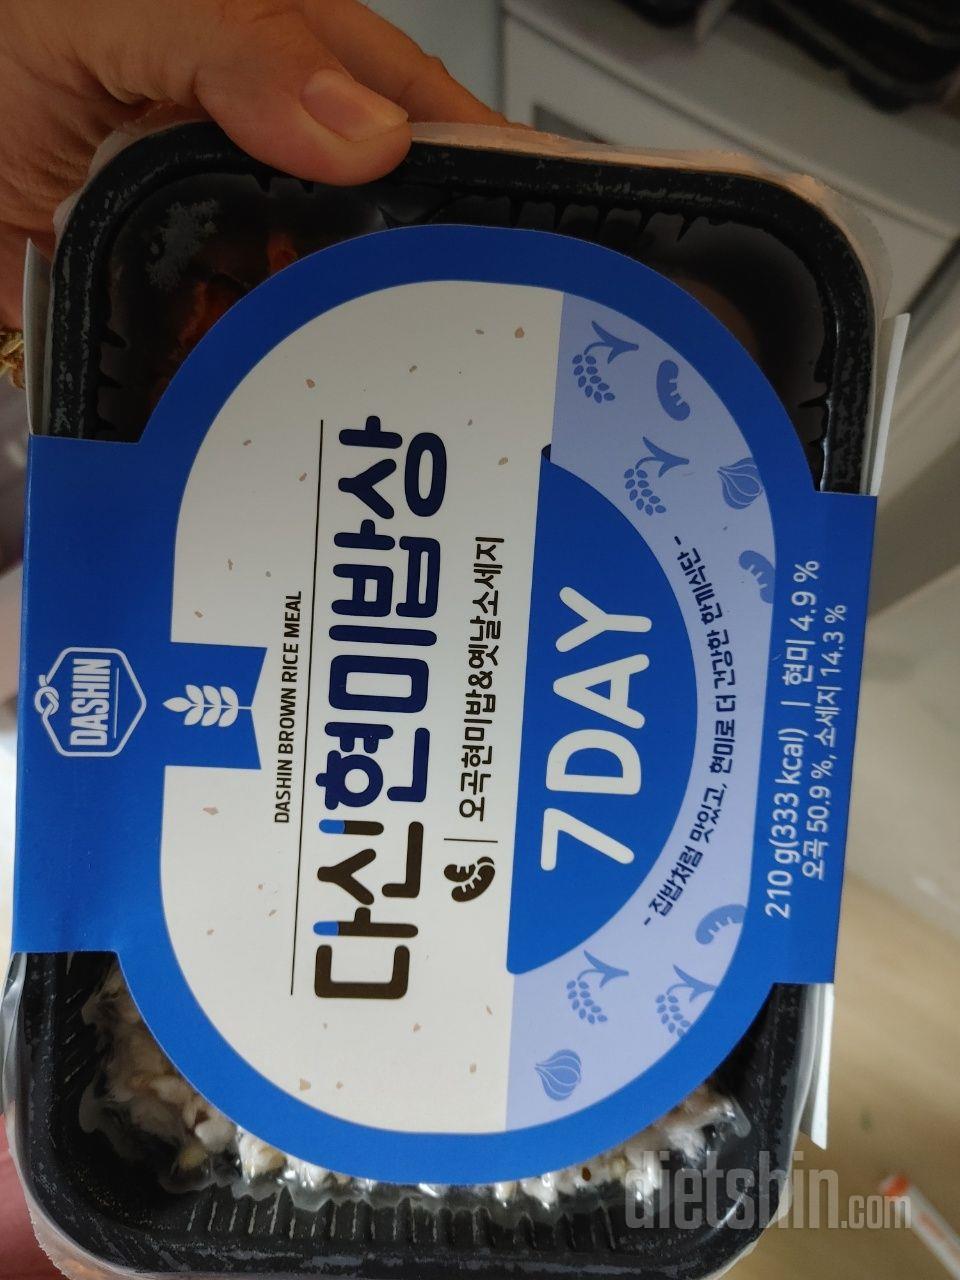 DASHIN
DASHIN BROWN RICE MEAL
다신현미밥상
오곡현미밥&옛날소세지
7 DAY
- 집밥처럼 맛있고, 현미로 더 건강한 한끼식단 -
210 g(333 kcal) | 현미 4.9 %
오곡 50.9 %, 소세지 14.3 %
dietshin.com